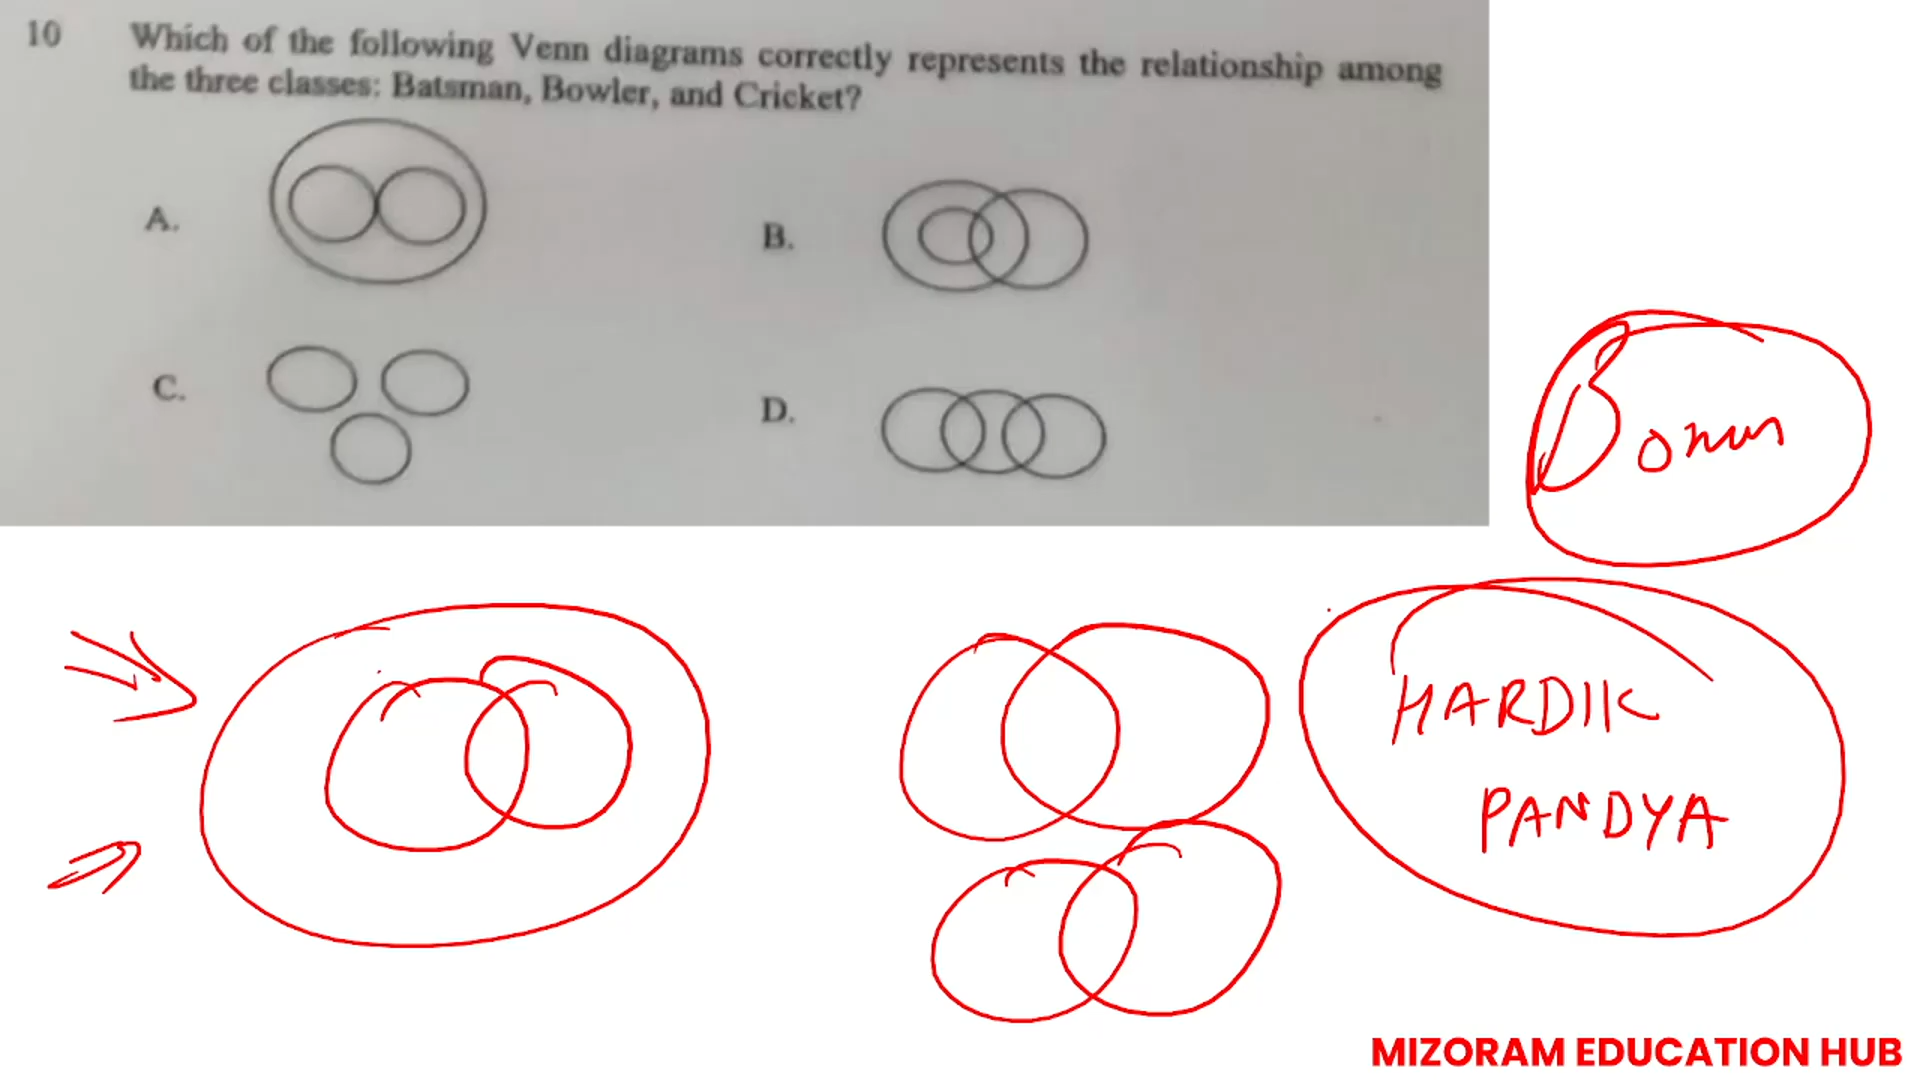 10 Which of the following Venn diagrams correctly represents the relationship among
the three classes: Batsman, Bowler, and Cricket?
A.
B.
C.
D.
Bonus
HARDIK
PANDYA
MIZORAM EDUCATION HUB